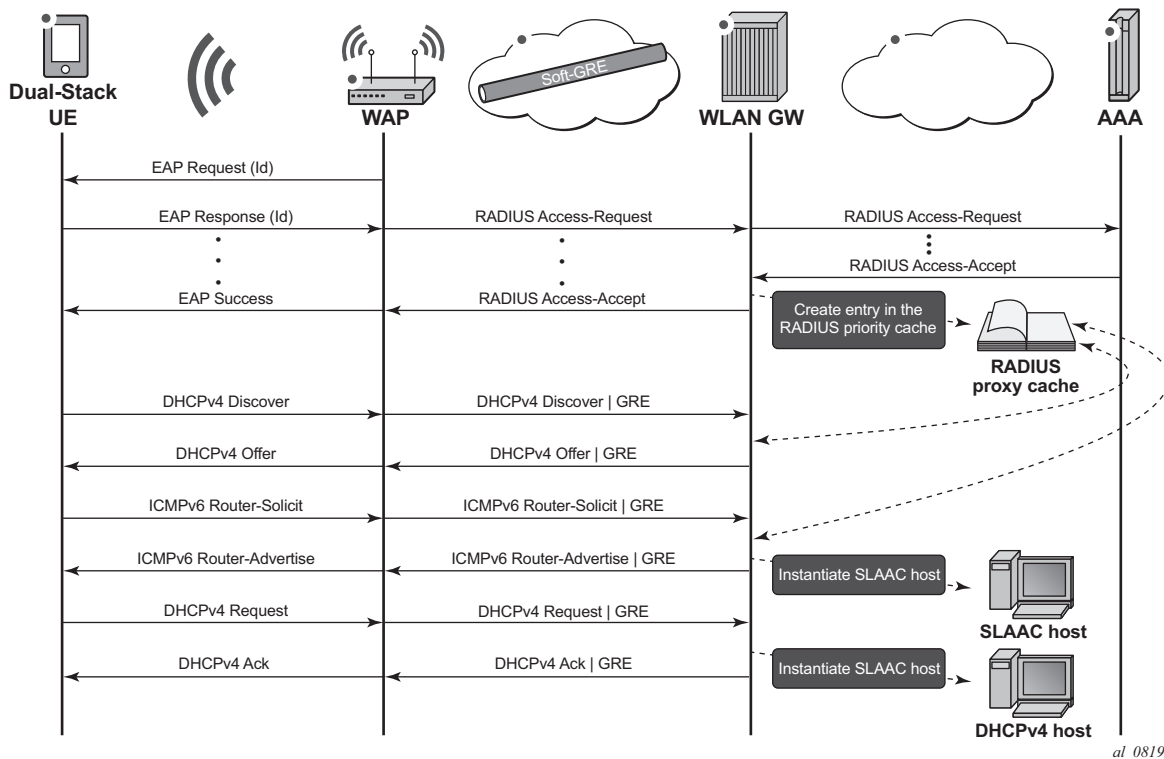 Soft-GRE
Dual-Stack
UE
WAP
WLAN GW
AAA
EAP Request (Id)
EAP Response (Id)
RADIUS Access-Request
RADIUS Access-Request
RADIUS Access-Accept
EAP Success
RADIUS Access-Accept
Create entry in the
RADIUS priority cache
RADIUS
proxy cache
DHCPv4 Discover
DHCPv4 Discover | GRE
DHCPv4 Offer
DHCPv4 Offer | GRE
ICMPv6 Router-Solicit
ICMPv6 Router-Solicit | GRE
ICMPv6 Router-Advertise
ICMPv6 Router-Advertise | GRE
Instantiate SLAAC host
SLAAC host
DHCPv4 Request
DHCPv4 Request | GRE
DHCPv4 Ack
DHCPv4 Ack | GRE
Instantiate SLAAC host
DHCPv4 host
al_0819